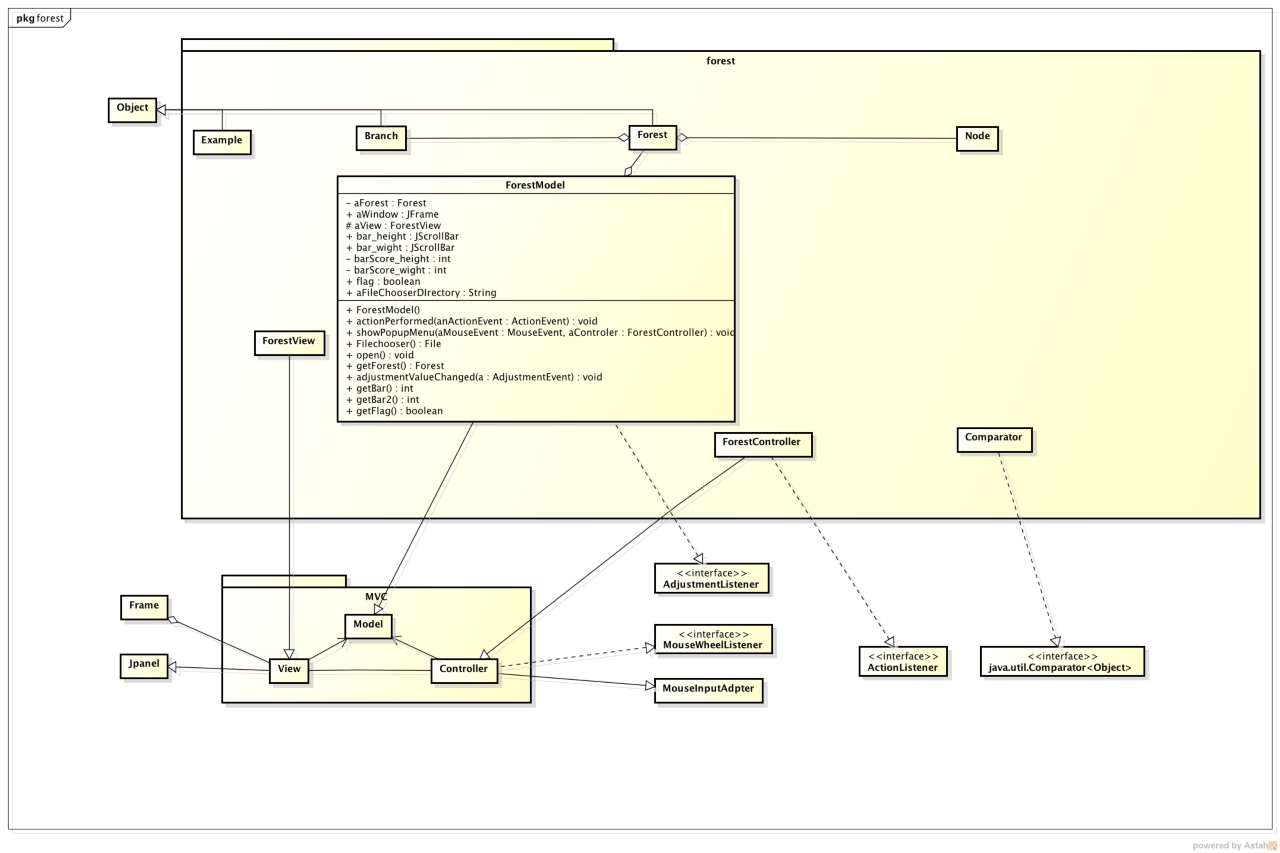 pkg forest
forest
Object
Example
Branch
Forest
Node
ForestModel
- aForest : Forest
+ aWindow : JFrame
# aView : ForestView
+ bar_height : JScrollBar
+ bar_wight : JScrollBar
- barScore_height : int
- barScore_wight : int
+ flag : boolean
+ aFileChooserDIrectory : String
+ ForestModel()
+ actionPerformed(anActionEvent : ActionEvent) : void
+ showPopupMenu(aMouseEvent : MouseEvent, aControler : ForestController) : void
+ Filechooser() : File
+ open() : void
+ getForest() : Forest
+ adjustmentValueChanged(a : AdjustmentEvent) : void
+ getBar() : int
+ getBar2() : int
+ getFlag() : boolean
ForestView
ForestController
Comparator
MVC
Frame
Jpanel
Model
View
Controller
<<interface>>
AdjustmentListener
<<interface>>
MouseWheelListener
MouseInputAdpter
<<interface>>
ActionListener
<<interface>>
java.util.Comparator<Object>
powered by Astah